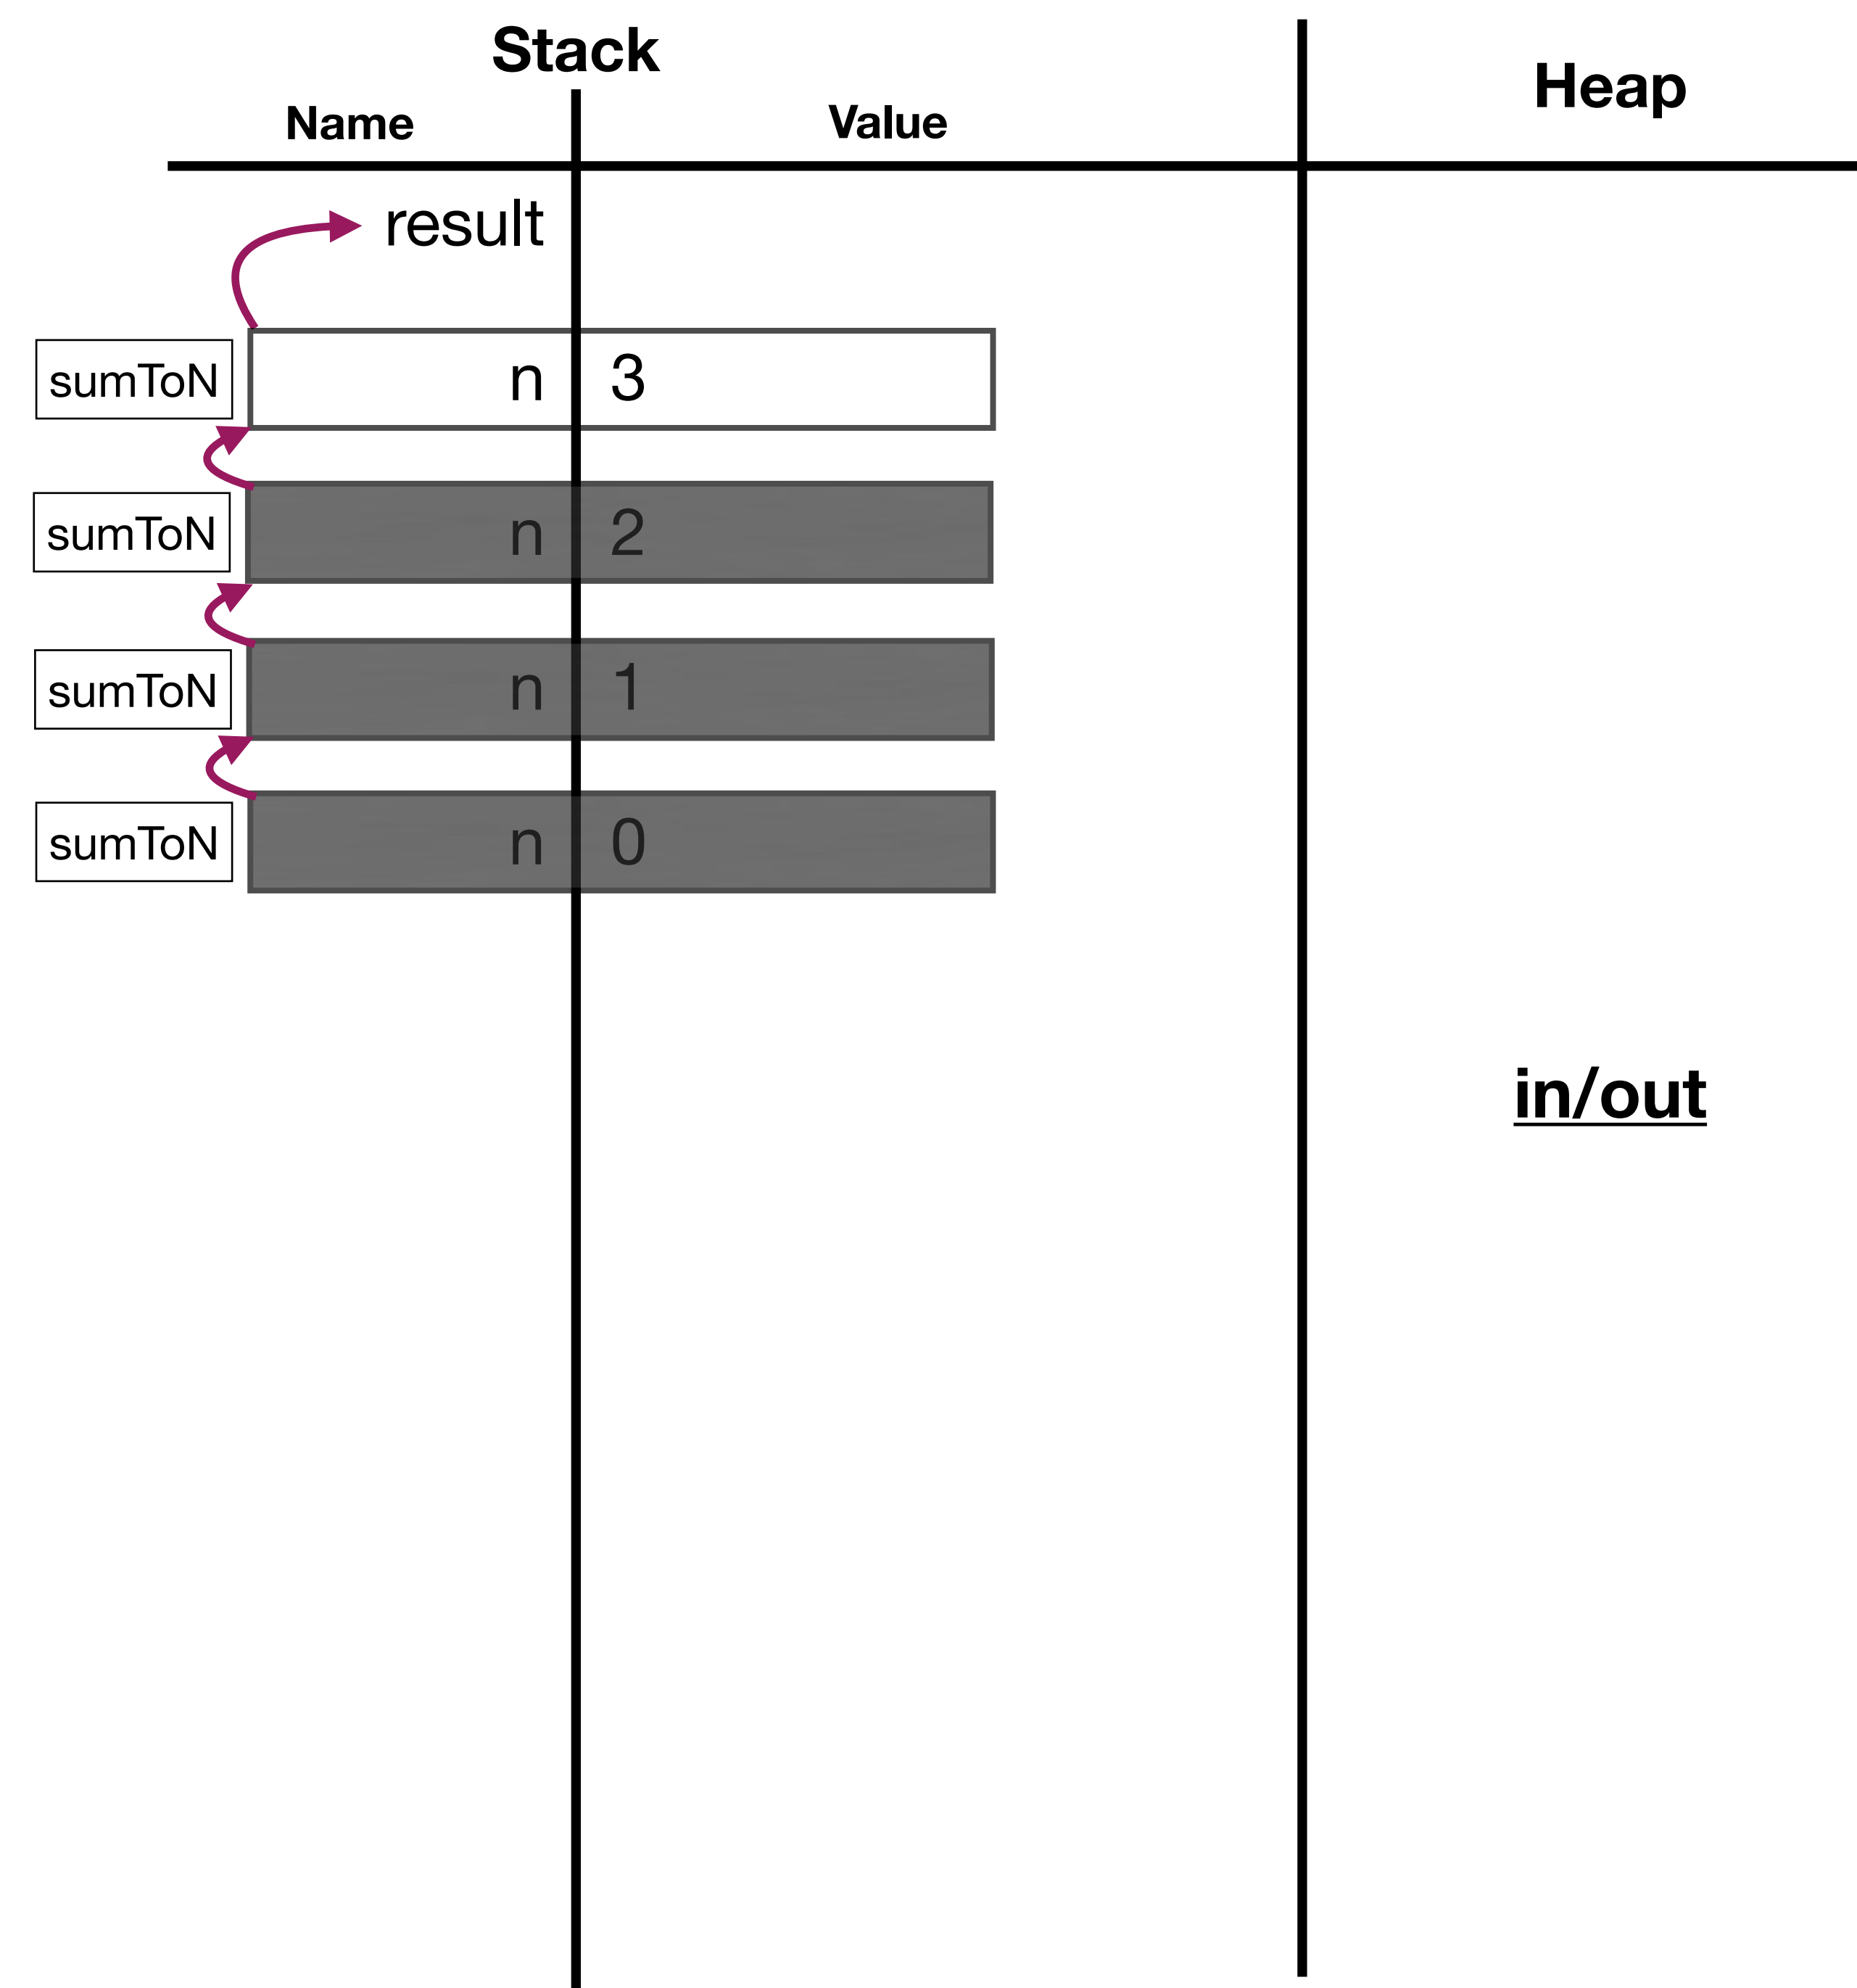 Stack
Heap
Name Value
result
sumToN n 3
sumToN n 2
sumToN n 1
sumToN n 0
in/out